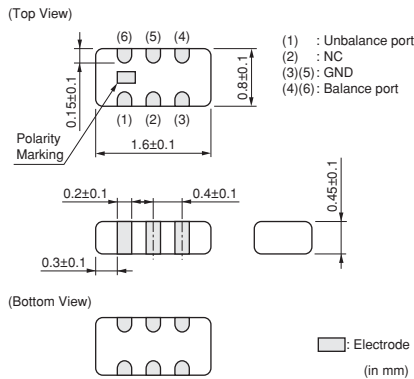 (Top View)
(6) (5) (4)
(1) : Unbalance port
(2) : NC
(3)(5) : GND
(4)(6) : Balance port
0.15±0.1
0.8±0.1
Polarity
Marking
(1) (2) (3)
1.6±0.1
0.2±0.1
0.4±0.1
0.45±0.1
0.3±0.1
(Bottom View)
: Electrode
(in mm)